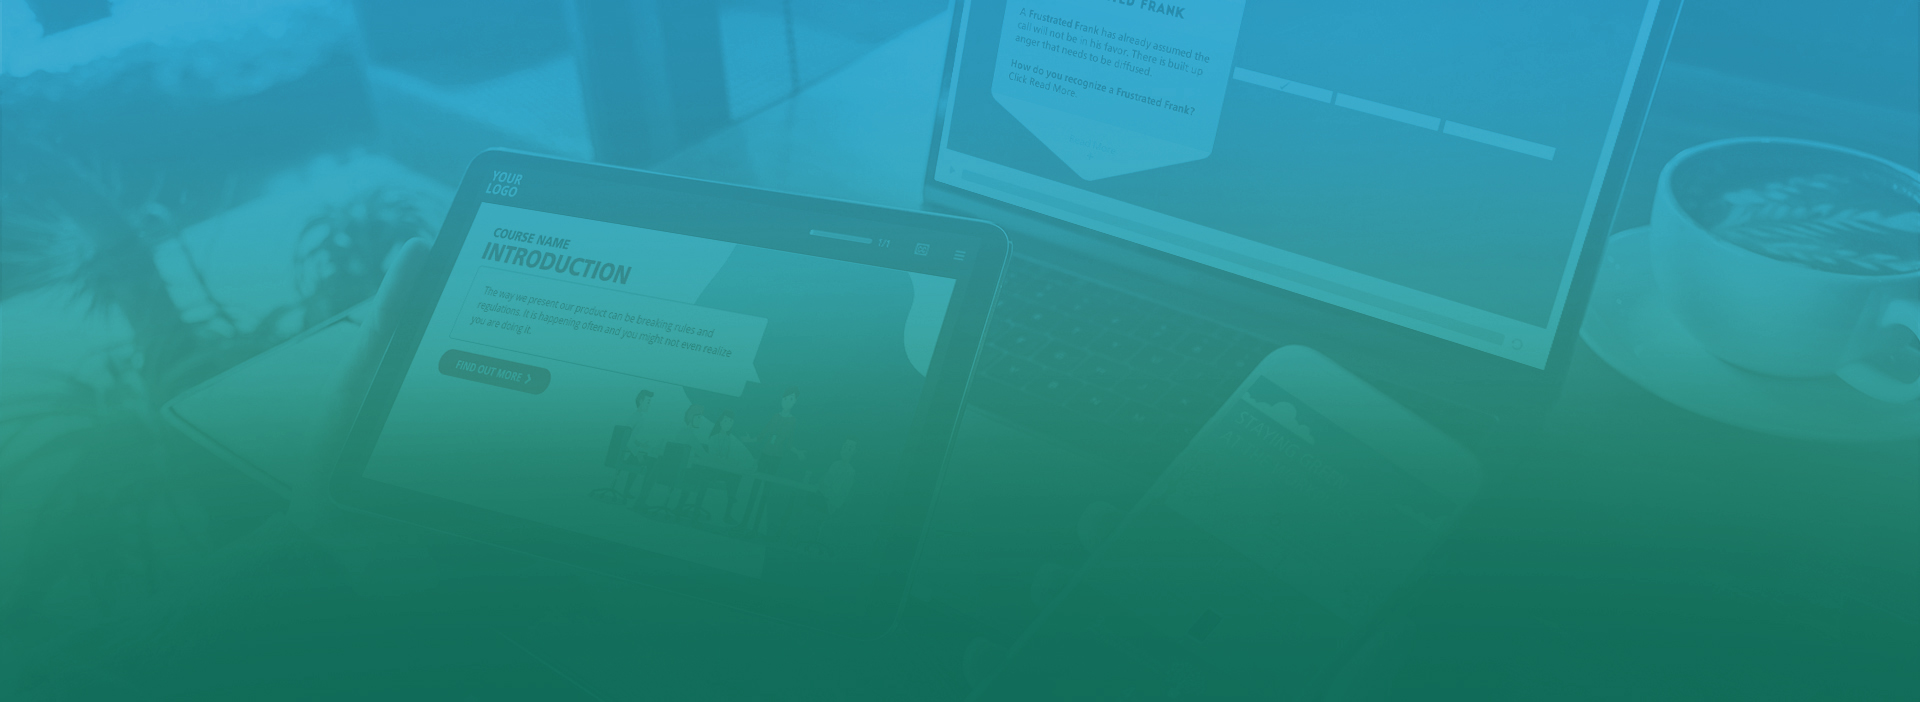 FRANK
A Frustrated Frank has already assumed the
call will not be in his favor. There is built up
anger that needs to be diffused.
How do you recognize a Frustrated Frank?
Click Read More.
YOUR
LOGO
1/1
COURSE NAME
INTRODUCTION
The way we present our product can be breaking rules and
regulations. It is happening often and you might not even realize
you are doing it.
FIND OUT MORE
STAYING